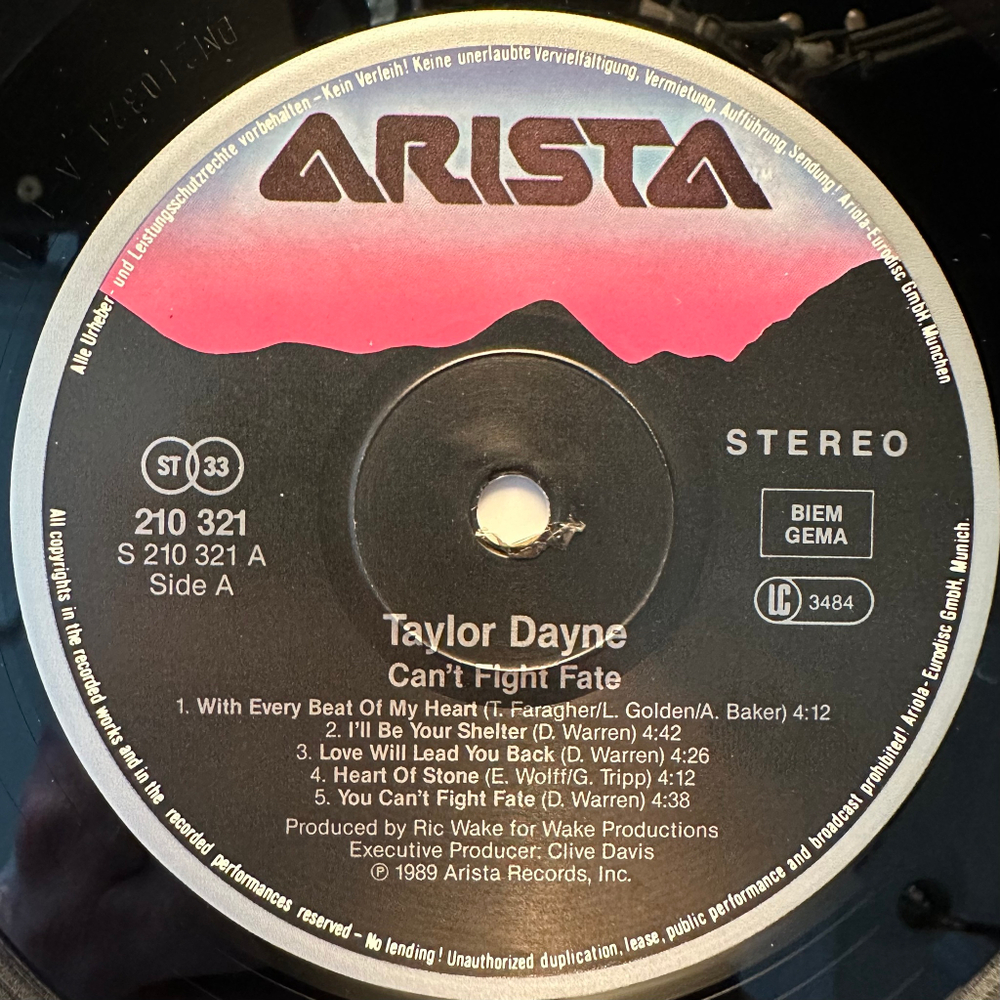 Alle Urheber- und Leistungsschutzrechte vorbehalten – Kein Verleih! Keine unerlaubte Vervielfältigung, Vermietung, Aufführung, Sendung! Ariola-Eurodisc GmbH. München
ARISTA
TM
STEREO
ST 33
210 321
S 210 321 A
Side A
BIEM
GEMA
LC 3484
Taylor Dayne
Can't Fight Fate
1. With Every Beat Of My Heart (T. Faragher/L. Golden/A. Baker) 4:12
2. I'll Be Your Shelter (D. Warren) 4:42
3. Love Will Lead You Back (D. Warren) 4:26
4. Heart Of Stone (E. Wolff/G. Tripp) 4:12
5. You Can't Fight Fate (D. Warren) 4:38
Produced by Ric Wake for Wake Productions
Executive Producer: Clive Davis
℗ 1989 Arista Records, Inc.
All copyrights in the recorded works and in the recorded performances reserved – No lending! Unauthorized duplication, lease, public performance and broadcast prohibited! Ariola-Eurodisc GmbH, Munich.